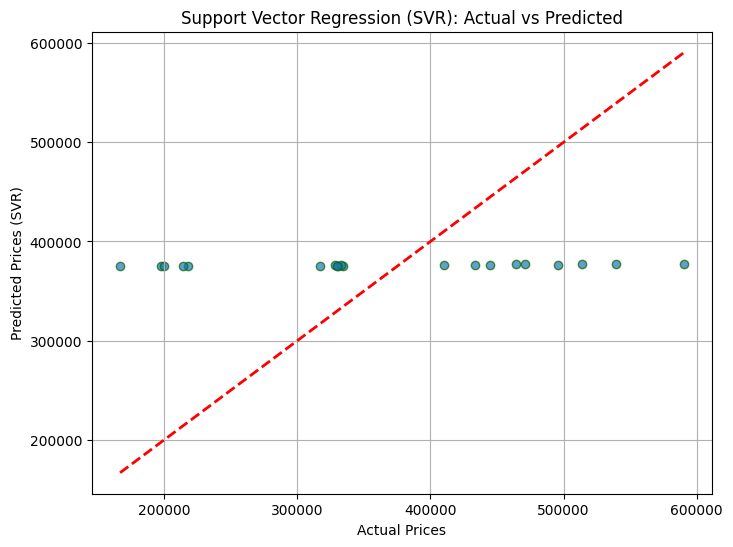 Support Vector Regression (SVR): Actual vs Predicted
600000
500000
400000
300000
200000
Predicted Prices (SVR)
200000 300000 400000 500000 600000
Actual Prices